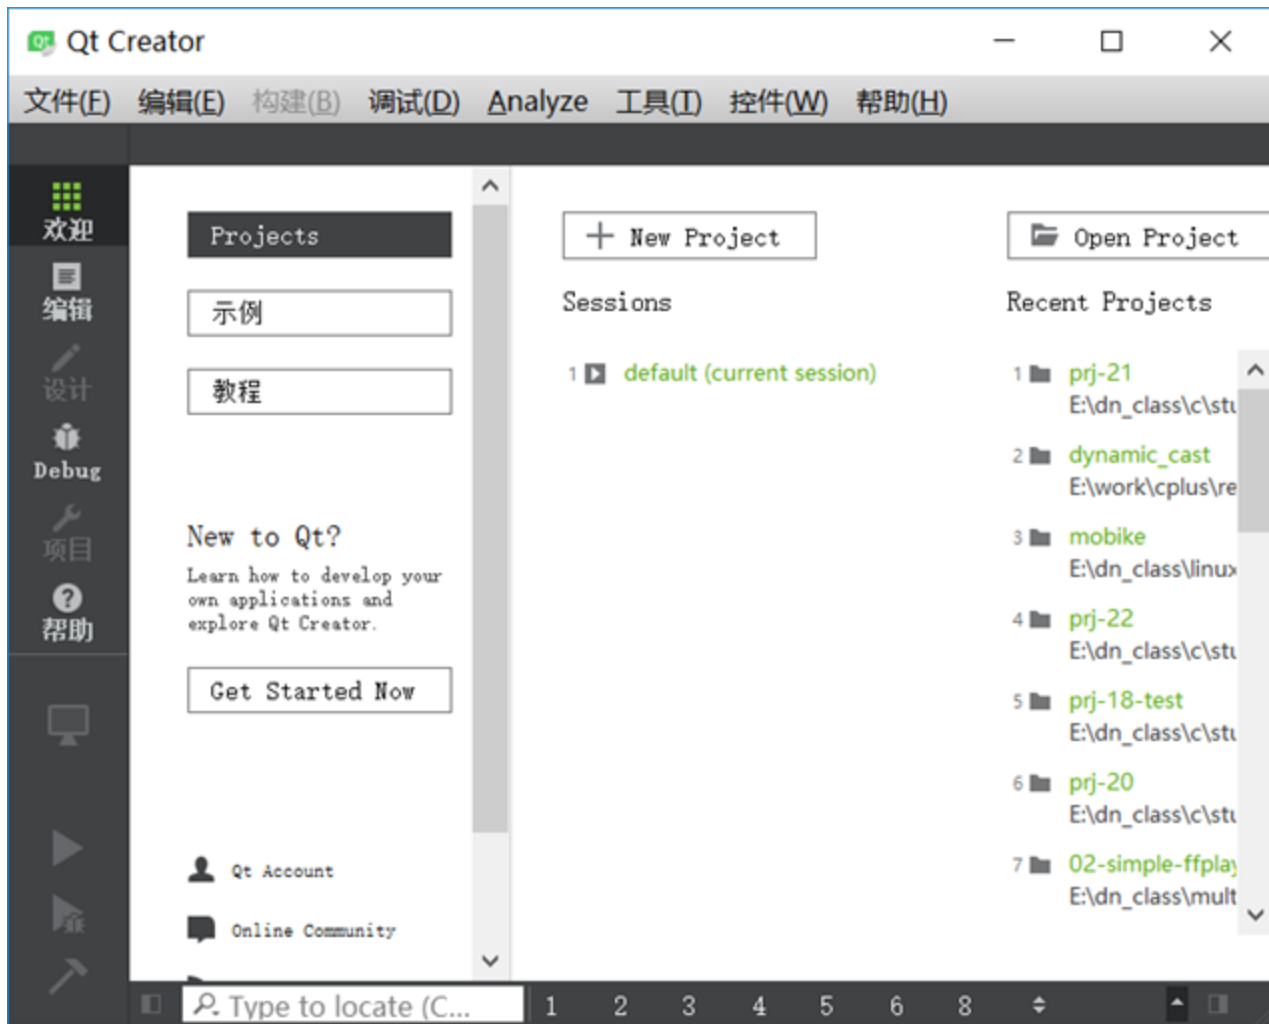 Qt Creator
文件(F) 编辑(E) 构建(B) 调试(D) Analyze 工具(T) 控件(W) 帮助(H)
欢迎
编辑
设计
Debug
项目
帮助
Projects
示例
教程
New to Qt?
Learn how to develop your
own applications and
explore Qt Creator.
Get Started Now
Qt Account
Online Community
New Project
Sessions
1 default (current session)
Open Project
Recent Projects
1 prj-21
E:\dn_class\c\stu
2 dynamic_cast
E:\work\cplus\re
3 mobike
E:\dn_class\linux
4 prj-22
E:\dn_class\c\stu
5 prj-18-test
E:\dn_class\c\stu
6 prj-20
E:\dn_class\c\stu
7 02-simple-ffplay
E:\dn_class\mult
Type to locate (C... 1 2 3 4 5 6 8